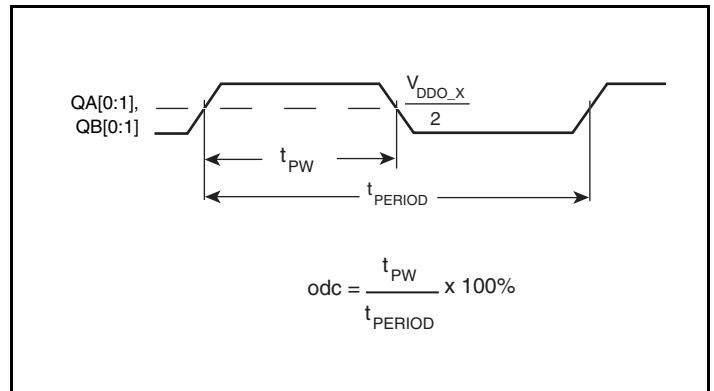 QA[0:1],
QB[0:1]
V_DDO_X
2
t_PW
t_PERIOD
odc = t_PW / t_PERIOD x 100%